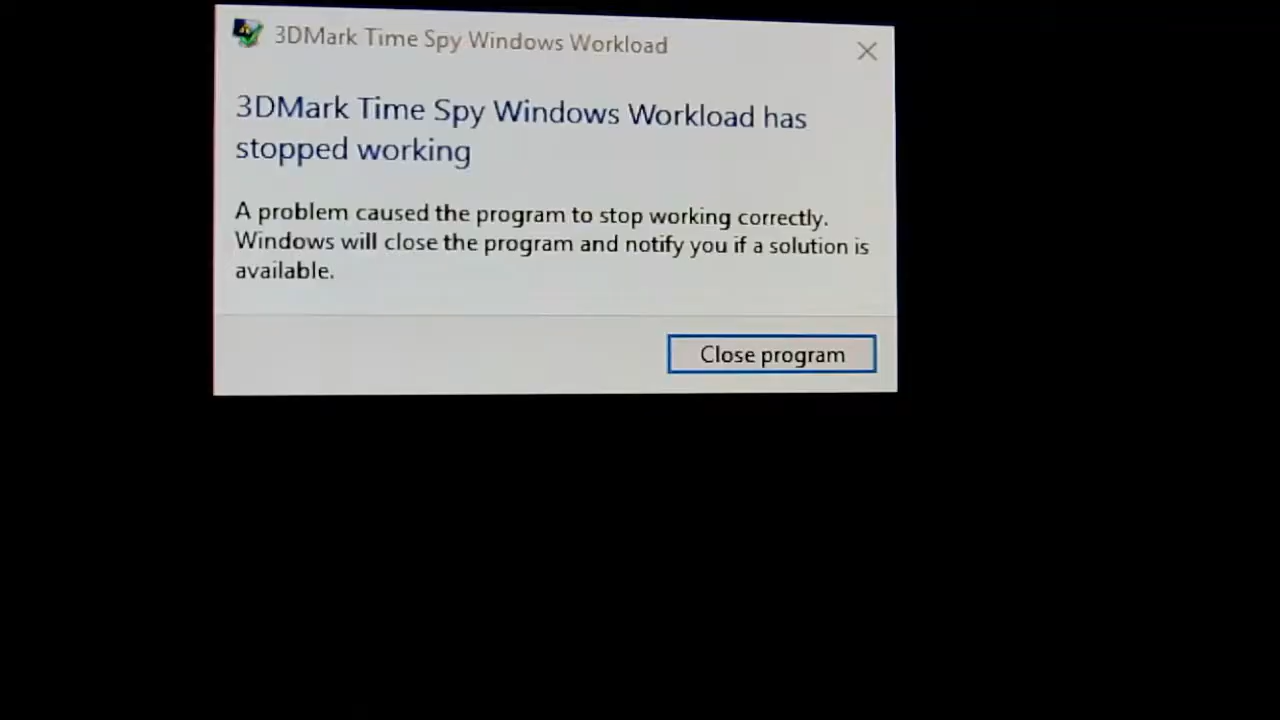 3DMark Time Spy Windows Workload
3DMark Time Spy Windows Workload has
stopped working
A problem caused the program to stop working correctly.
Windows will close the program and notify you if a solution is
available.
Close program